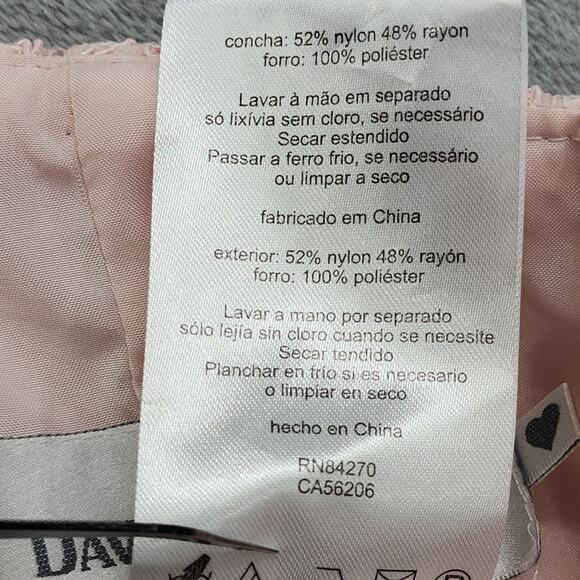 concha: 52% nylon 48% rayon
forro: 100% poliéster
Lavar à mão em separado
só lixívia sem cloro, se necessário
Secar estendido
Passar a ferro frio, se necessário
ou limpar a seco
fabricado em China
exterior: 52% nylon 48% rayón
forro: 100% poliéster
Lavar a mano por separado
sólo lejía sin cloro cuando se necesite
Secar tendido
Planchar en frío si es necesario
o limpiar en seco
hecho en China
RN84270
CA56206